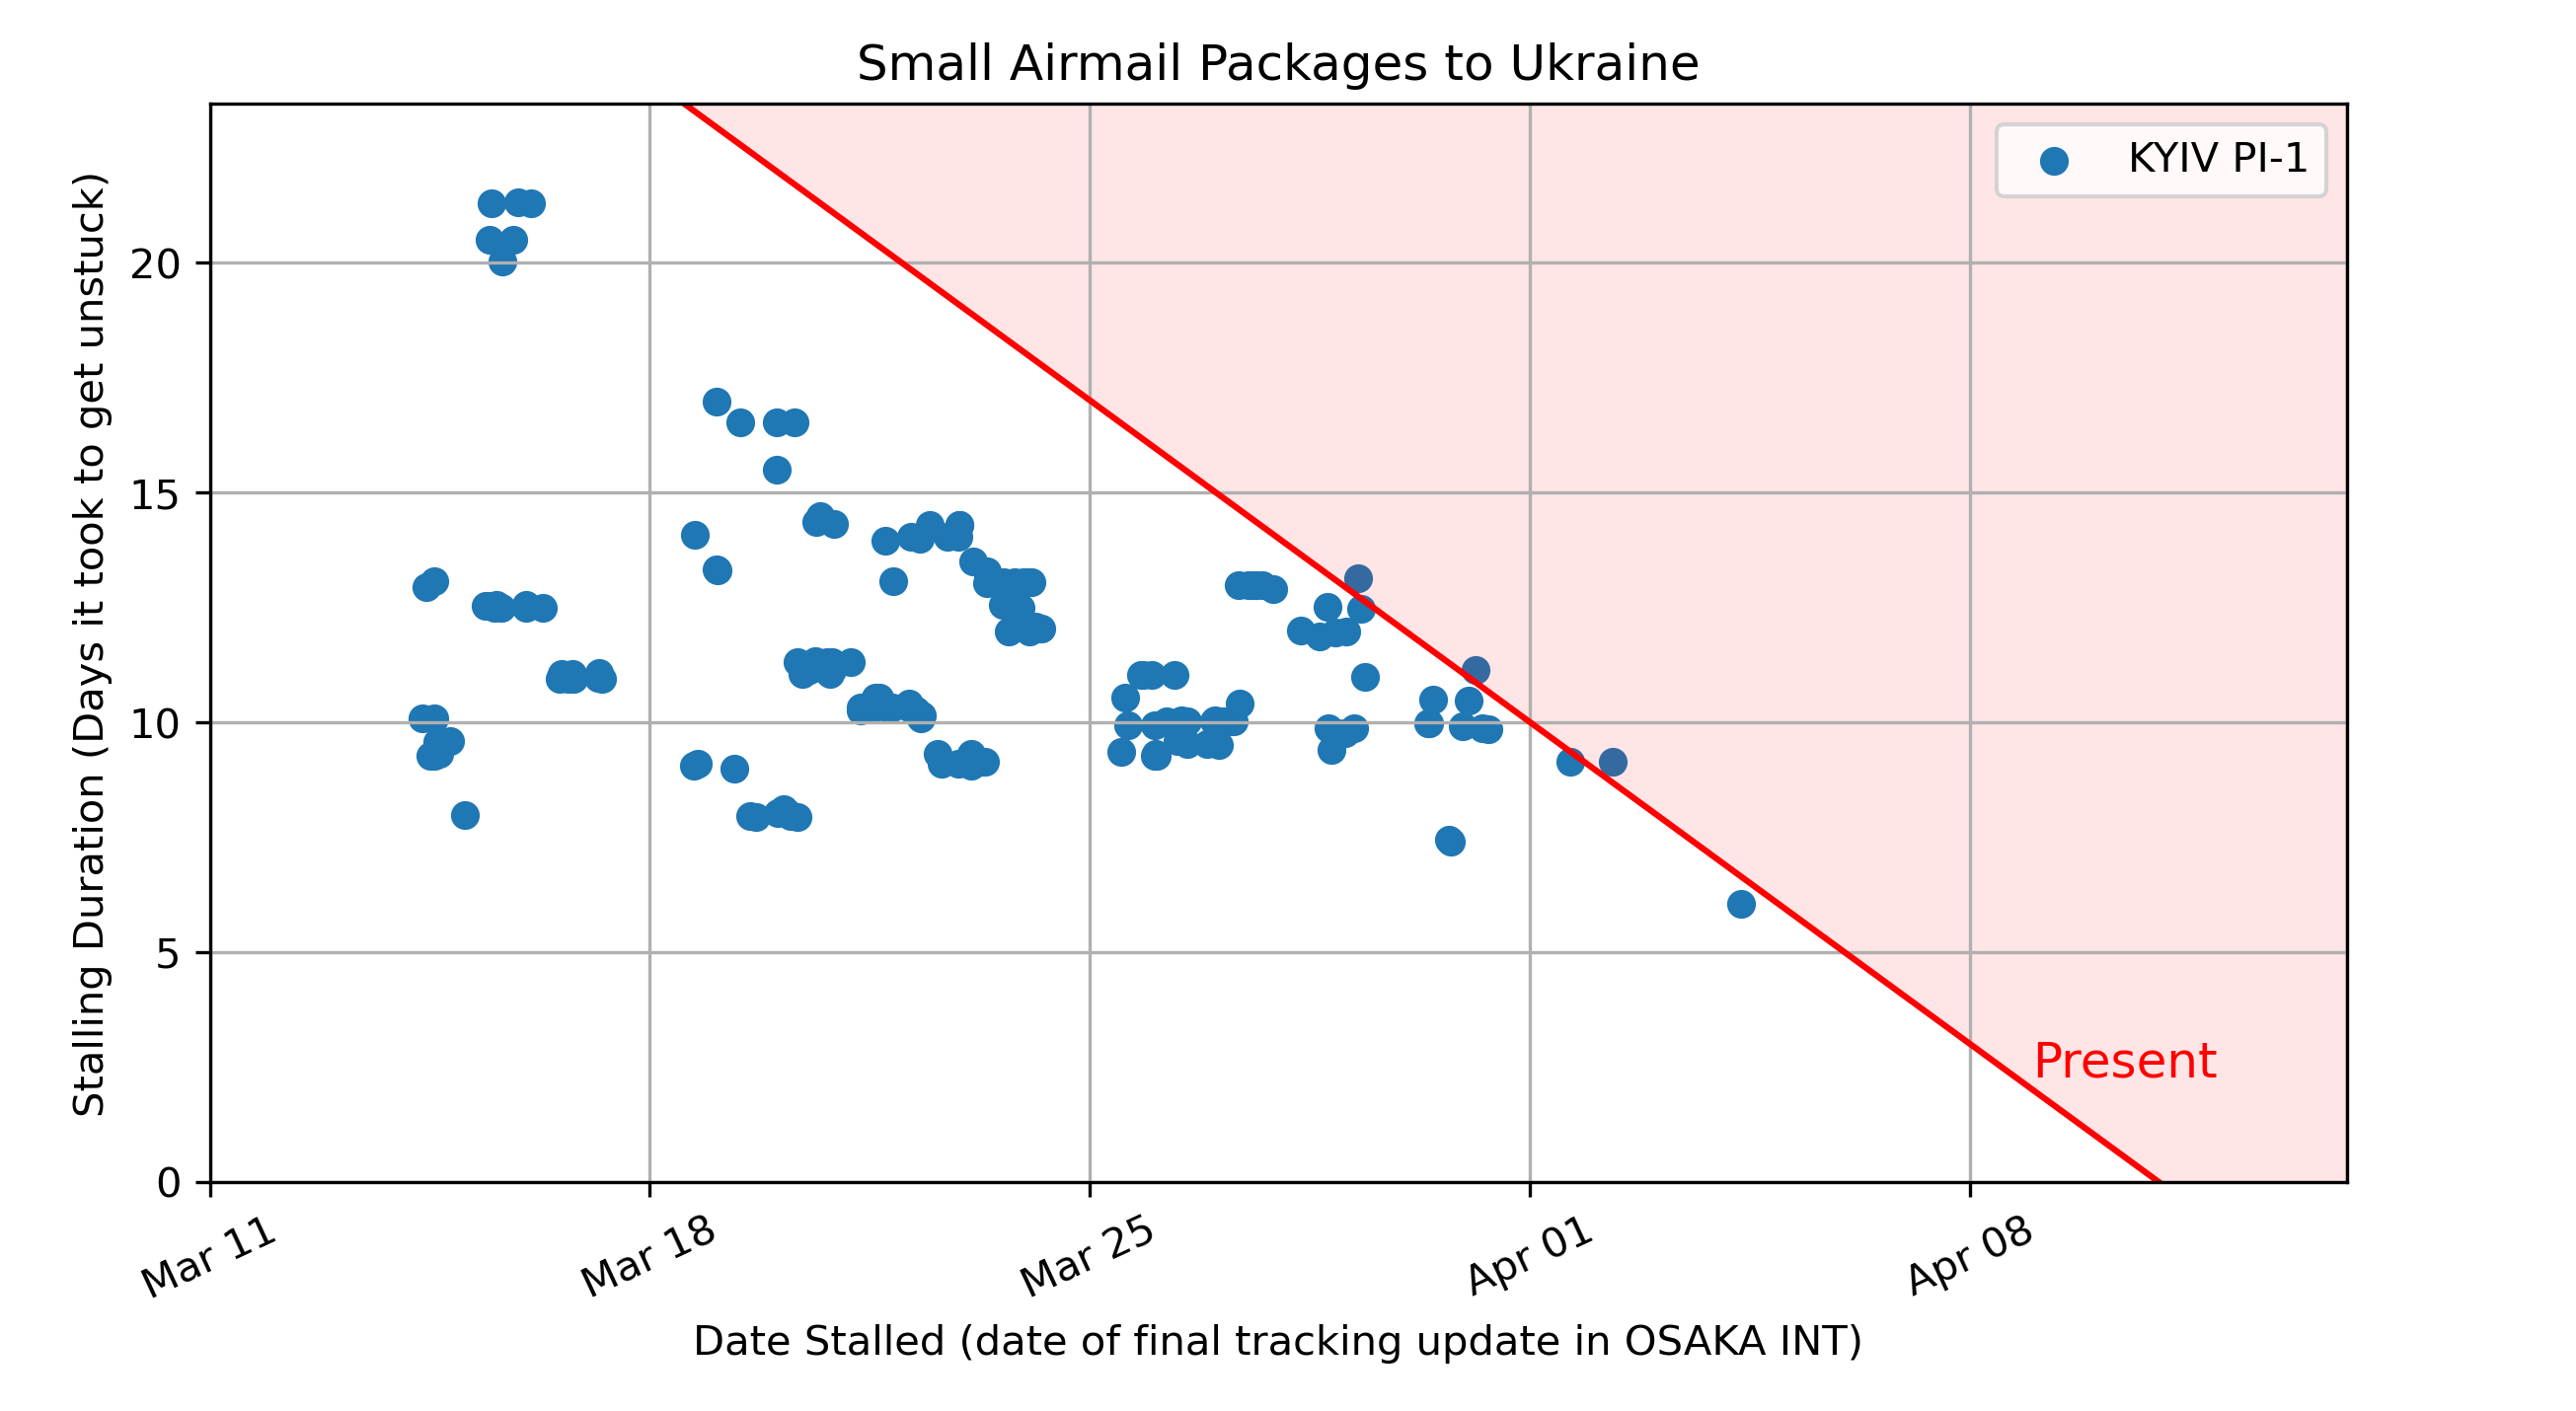 Small Airmail Packages to Ukraine
KYIV PI-1
Stalling Duration (Days it took to get unstuck)
20
15
10
5
0
Present
Mar 11
Mar 18
Mar 25
Apr 01
Apr 08
Date Stalled (date of final tracking update in OSAKA INT)